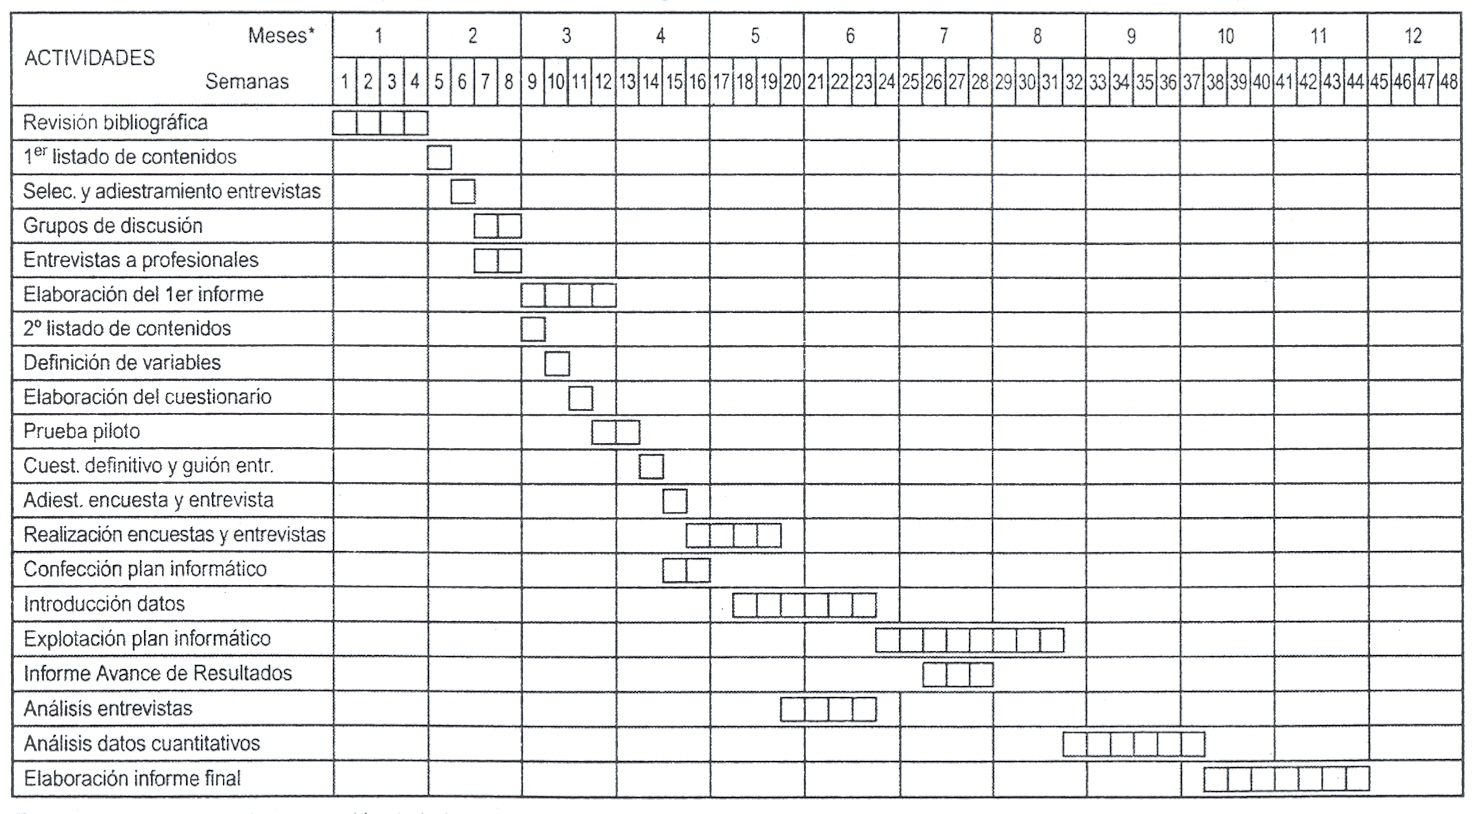 Meses* 1 2 3 4 5 6 7 8 9 10 11 12
ACTIVIDADES
Semanas 1 2 3 4 5 6 7 8 9 10 11 12 13 14 15 16 17 18 19 20 21 22 23 24 25 26 27 28 29 30 31 32 33 34 35 36 37 38 39 40 41 42 43 44 45 46 47 48
Revisión bibliográfica
1er listado de contenidos
Selec. y adiestramiento entrevistas
Grupos de discusión
Entrevistas a profesionales
Elaboración del 1er informe
2º listado de contenidos
Definición de variables
Elaboración del cuestionario
Prueba piloto
Cuest. definitivo y guión entr.
Adiest. encuesta y entrevista
Realización encuestas y entrevistas
Confección plan informático
Introducción datos
Explotación plan informático
Informe Avance de Resultados
Análisis entrevistas
Análisis datos cuantitativos
Elaboración informe final